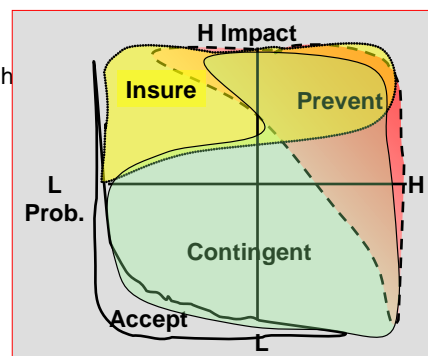 H Impact
h
Insure
Prevent
L
H
Prob.
Contingent
Accept
L